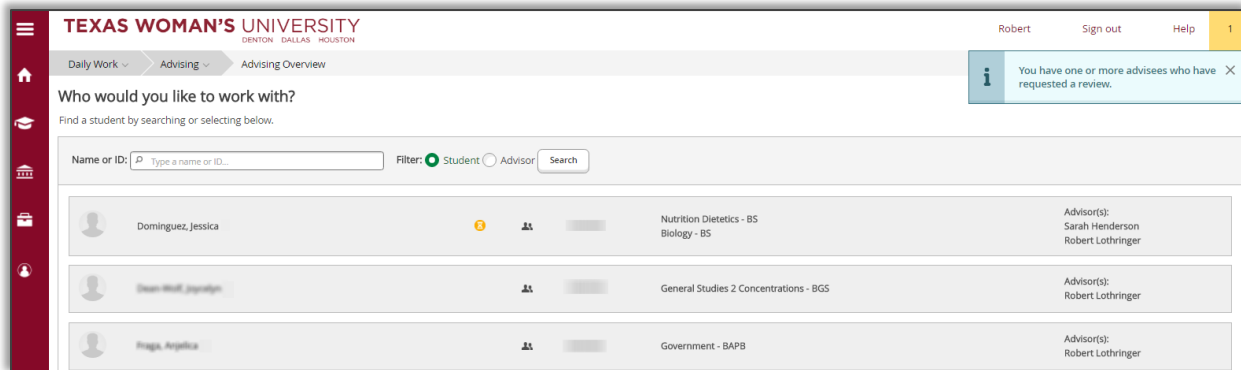 TEXAS WOMAN'S UNIVERSITY
DENTON DALLAS HOUSTON
Robert Sign out Help 1
Daily Work Advising Advising Overview
You have one or more advisees who have
requested a review.
Who would you like to work with?
Find a student by searching or selecting below.
Name or ID: Type a name or ID... Filter: Student Advisor Search
Dominguez, Jessica
Nutrition Dietetics - BS
Biology - BS
Advisor(s):
Sarah Henderson
Robert Lothringer
General Studies 2 Concentrations - BGS
Advisor(s):
Robert Lothringer
Government - BAPB
Advisor(s):
Robert Lothringer